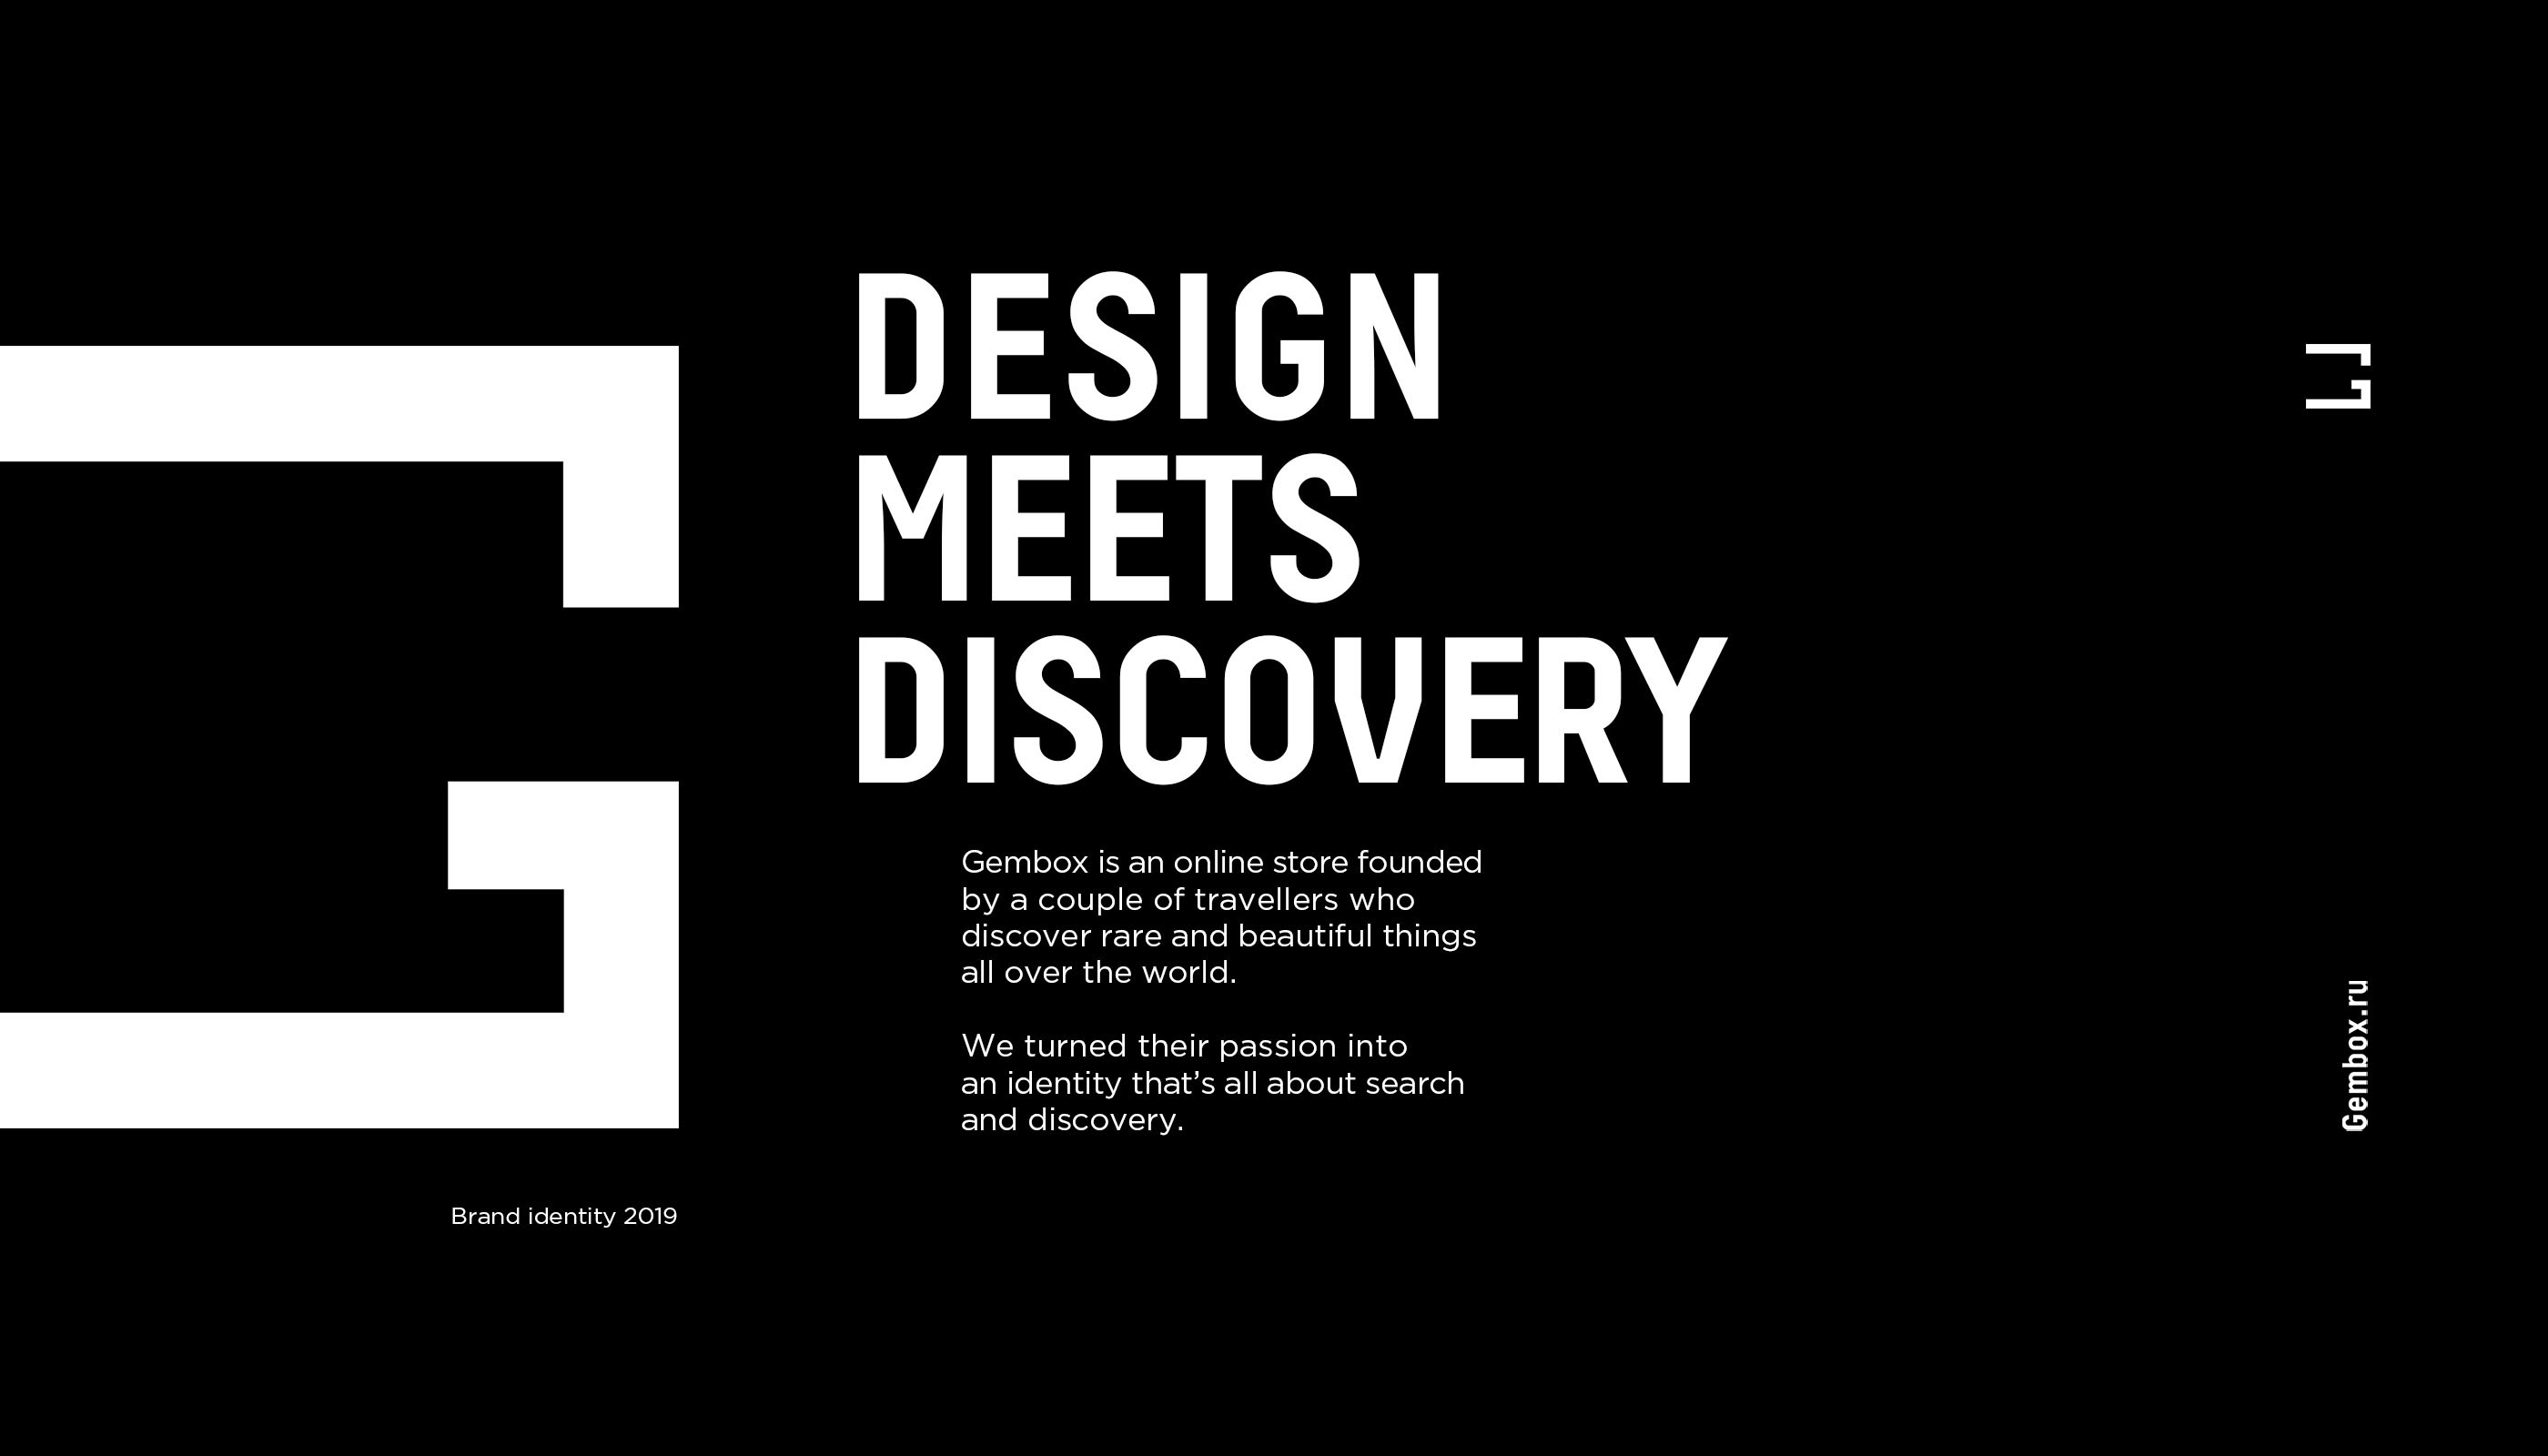 DESIGN
MEETS
DISCOVERY
Gembox is an online store founded
by a couple of travellers who
discover rare and beautiful things
all over the world.
We turned their passion into
an identity that’s all about search
and discovery.
Brand identity 2019
Gembox.ru